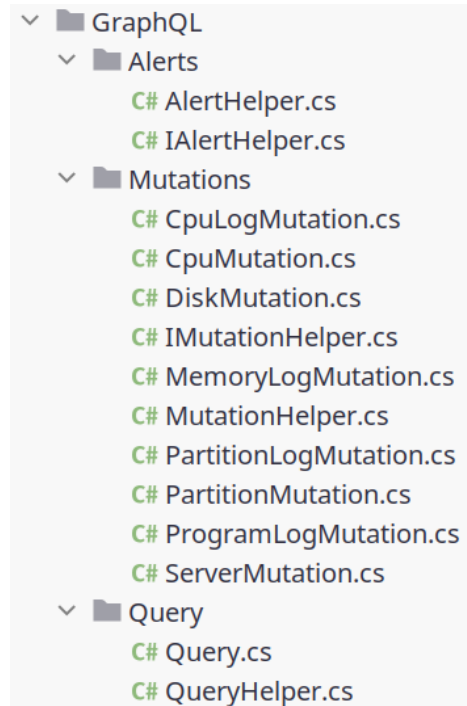 GraphQL
Alerts
C# AlertHelper.cs
C# IAlertHelper.cs
Mutations
C# CpuLogMutation.cs
C# CpuMutation.cs
C# DiskMutation.cs
C# IMutationHelper.cs
C# MemoryLogMutation.cs
C# MutationHelper.cs
C# PartitionLogMutation.cs
C# PartitionMutation.cs
C# ProgramLogMutation.cs
C# ServerMutation.cs
Query
C# Query.cs
C# QueryHelper.cs